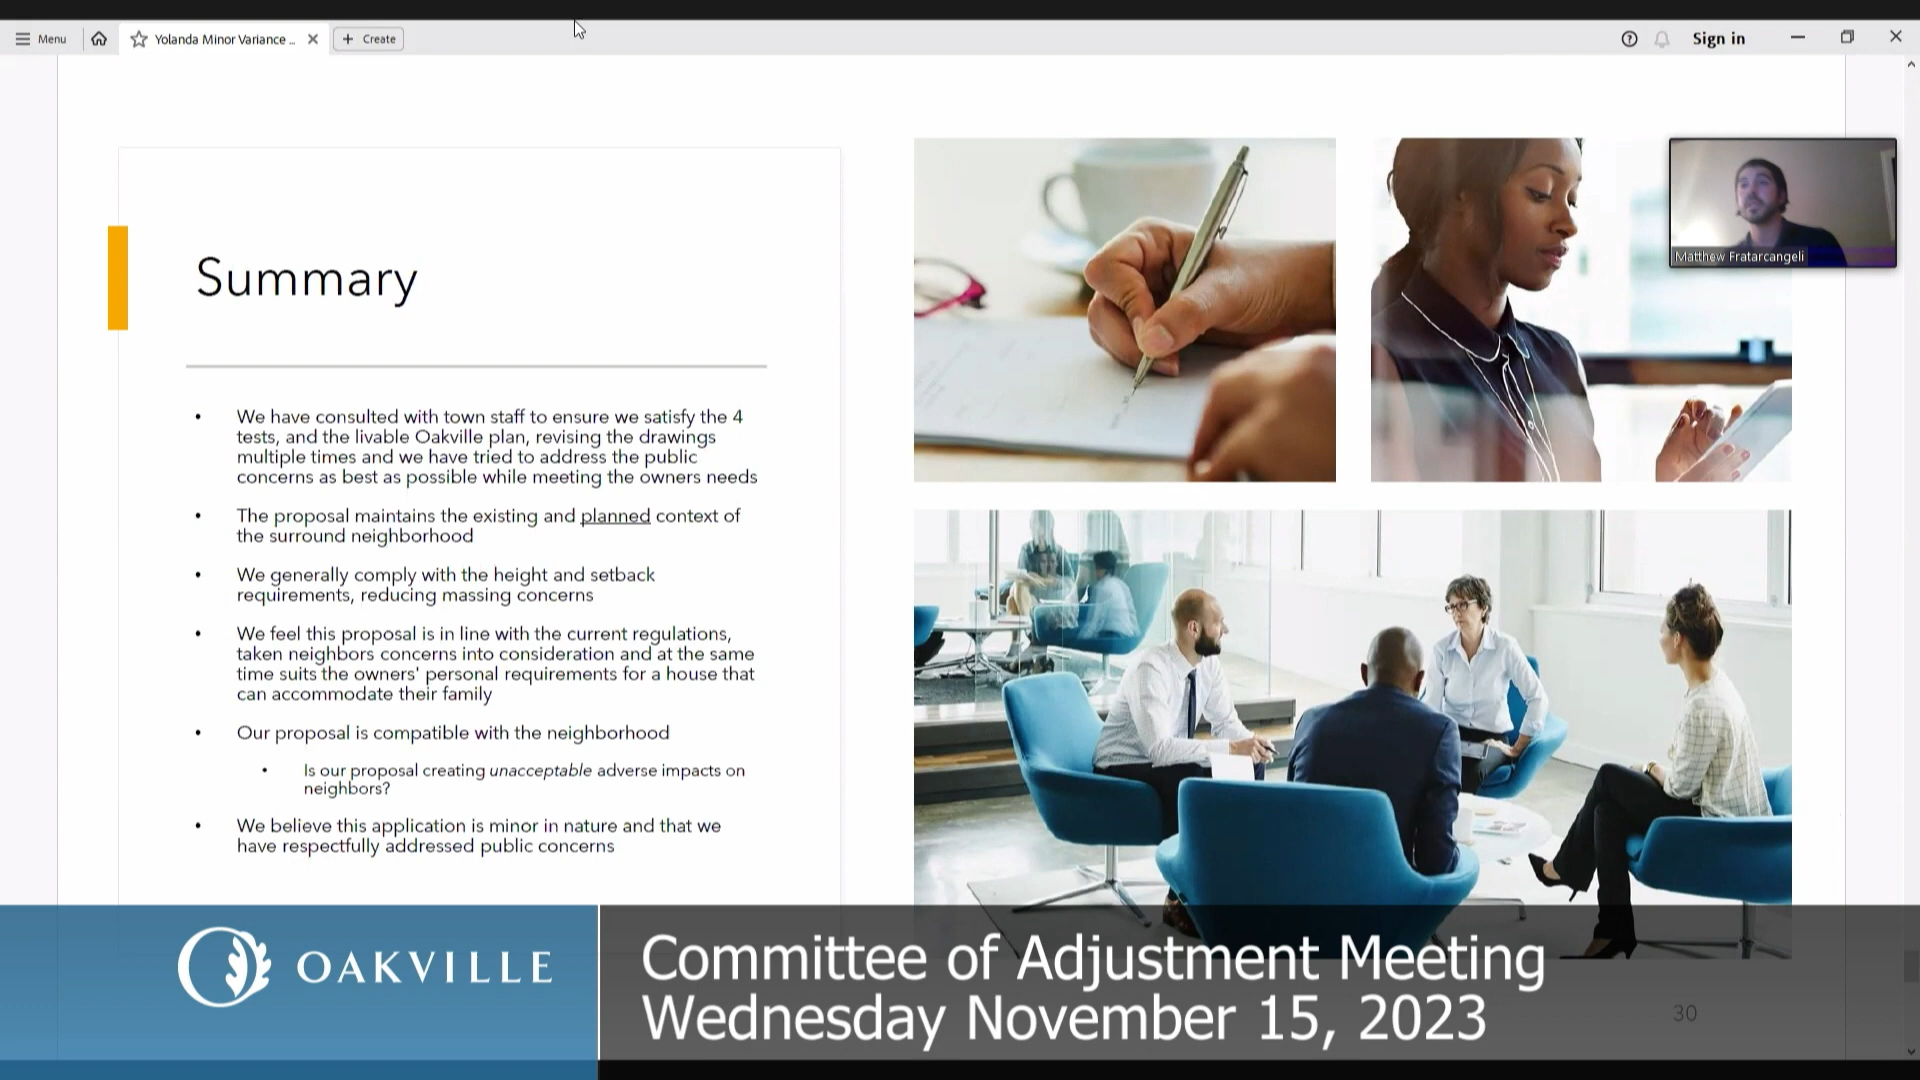 Menu
Yolanda Minor Variance ...
Create
Sign in
Matthew Fratarcangeli
Summary
• We have consulted with town staff to ensure we satisfy the 4
tests, and the livable Oakville plan, revising the drawings
multiple times and we have tried to address the public
concerns as best as possible while meeting the owners needs
• The proposal maintains the existing and planned context of
the surround neighborhood
• We generally comply with the height and setback
requirements, reducing massing concerns
• We feel this proposal is in line with the current regulations,
taken neighbors concerns into consideration and at the same
time suits the owners' personal requirements for a house that
can accommodate their family
• Our proposal is compatible with the neighborhood
• Is our proposal creating unacceptable adverse impacts on
neighbors?
• We believe this application is minor in nature and that we
have respectfully addressed public concerns
OAKVILLE
Committee of Adjustment Meeting
Wednesday November 15, 2023
30